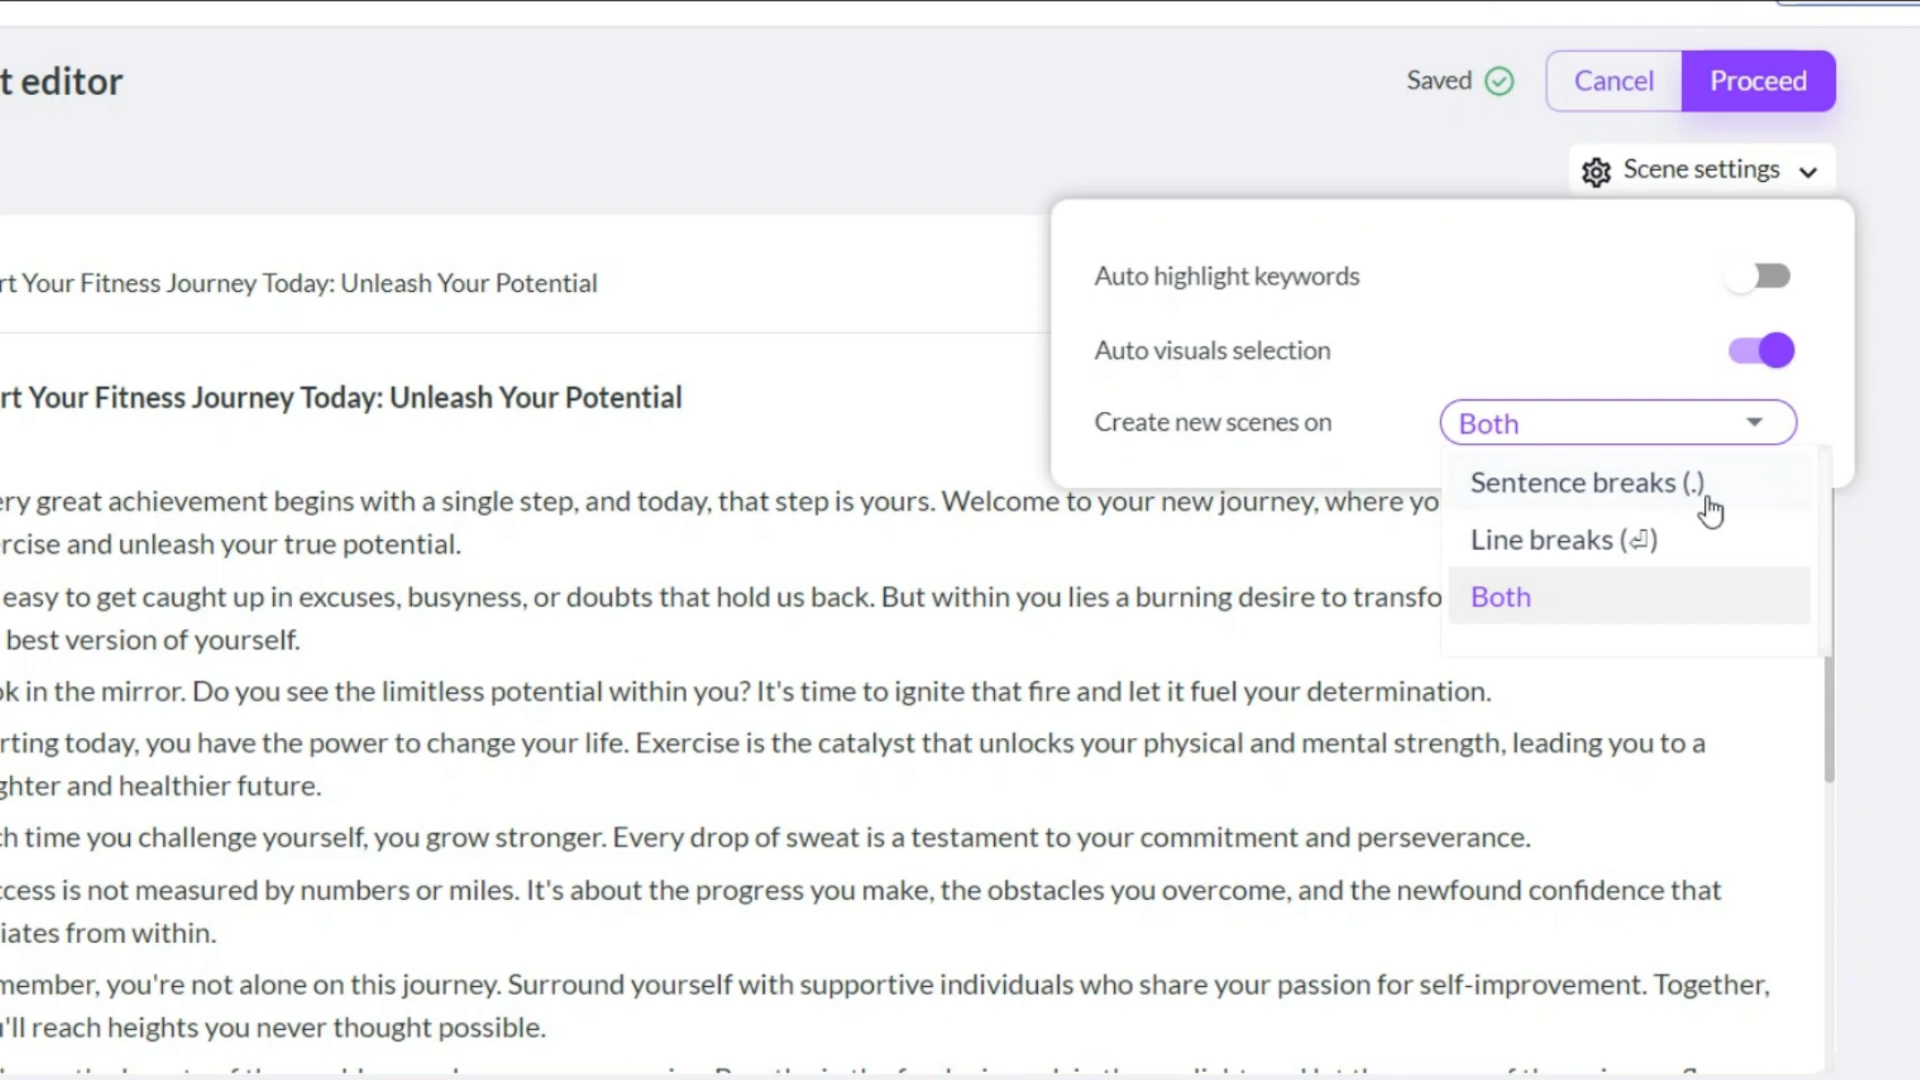 t editor
Saved
Cancel
Proceed
Scene settings
rt Your Fitness Journey Today: Unleash Your Potential
Auto highlight keywords
Auto visuals selection
Create new scenes on
Both
Sentence breaks (.)
Line breaks (⏎)
Both
rt Your Fitness Journey Today: Unleash Your Potential
ery great achievement begins with a single step, and today, that step is yours. Welcome to your new journey, where yo
rcise and unleash your true potential.
easy to get caught up in excuses, busyness, or doubts that hold us back. But within you lies a burning desire to transfo
best version of yourself.
ok in the mirror. Do you see the limitless potential within you? It's time to ignite that fire and let it fuel your determination.
rting today, you have the power to change your life. Exercise is the catalyst that unlocks your physical and mental strength, leading you to a
ghter and healthier future.
ch time you challenge yourself, you grow stronger. Every drop of sweat is a testament to your commitment and perseverance.
ccess is not measured by numbers or miles. It's about the progress you make, the obstacles you overcome, and the newfound confidence that
iates from within.
member, you're not alone on this journey. Surround yourself with supportive individuals who share your passion for self-improvement. Together,
u'll reach heights you never thought possible.